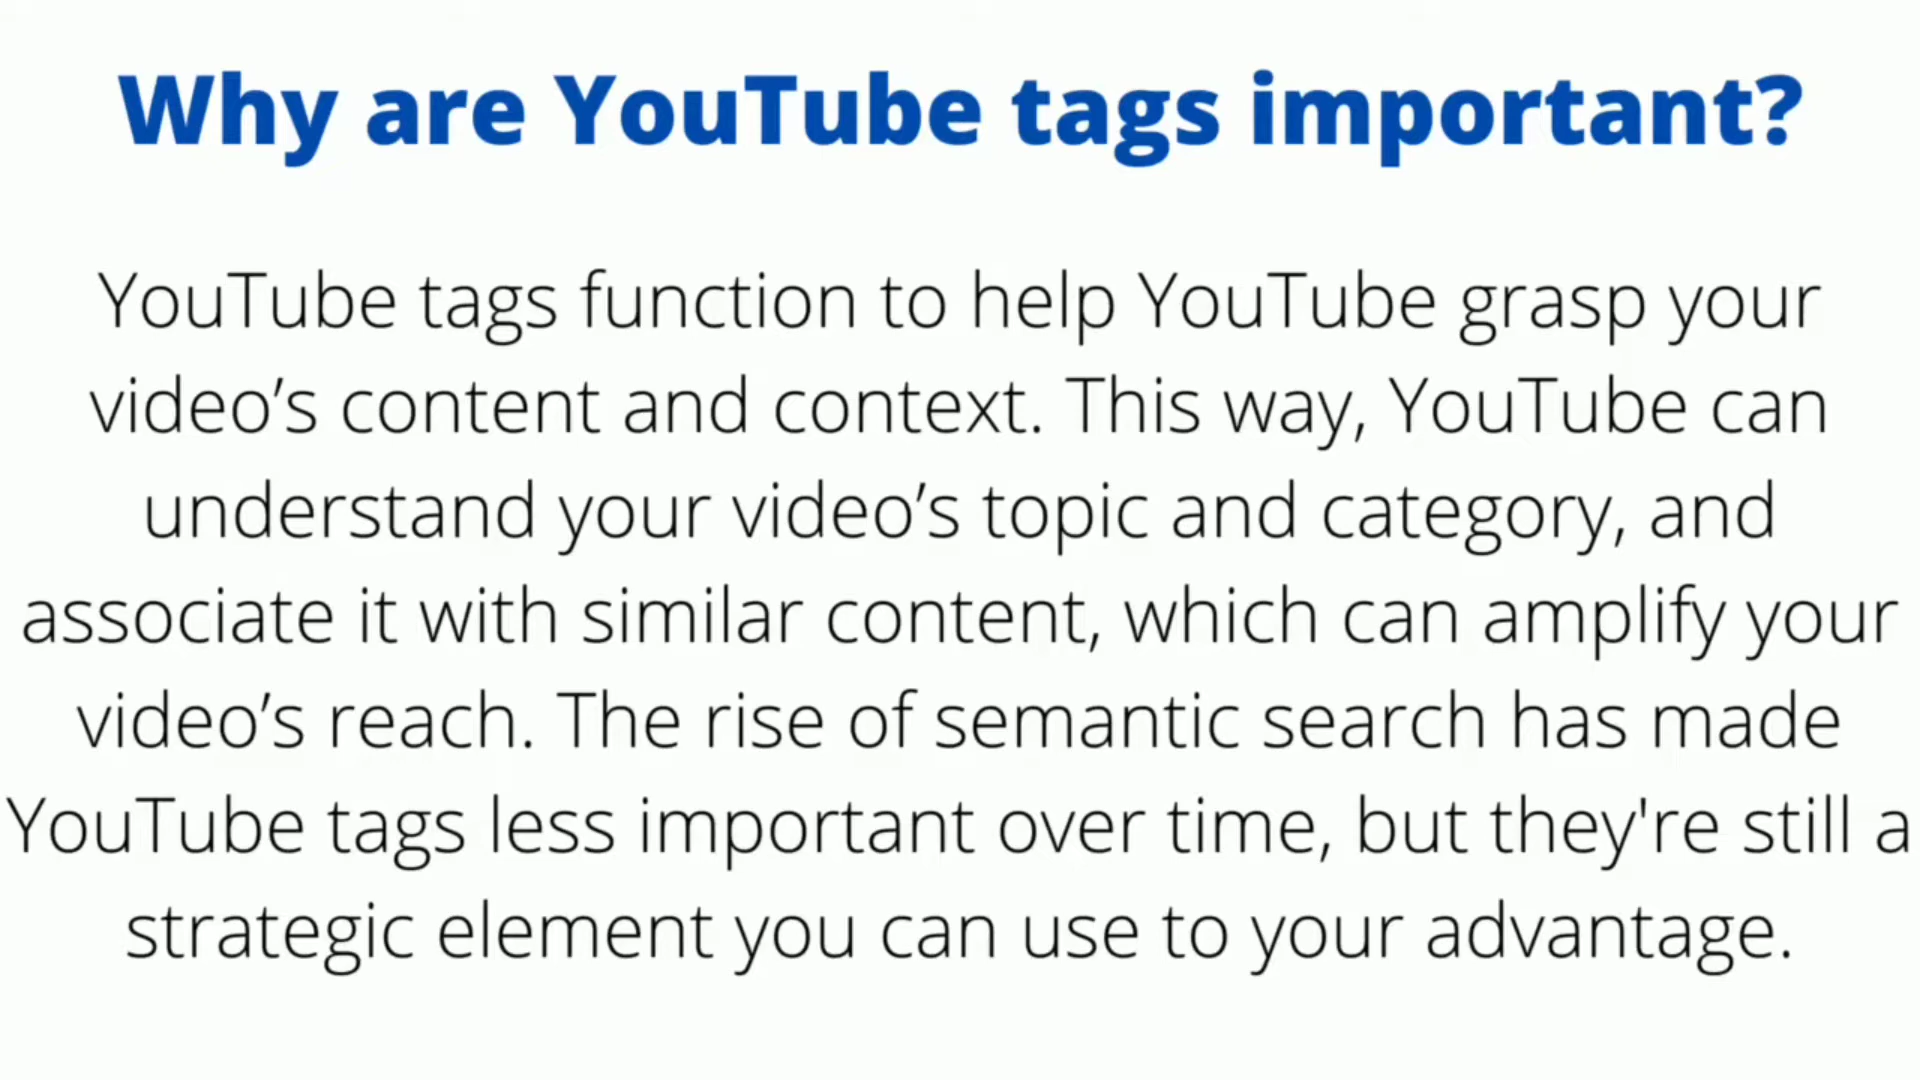 Why are YouTube tags important?
YouTube tags function to help YouTube grasp your
video’s content and context. This way, YouTube can
understand your video’s topic and category, and
associate it with similar content, which can amplify your
video’s reach. The rise of semantic search has made
YouTube tags less important over time, but they're still a
strategic element you can use to your advantage.